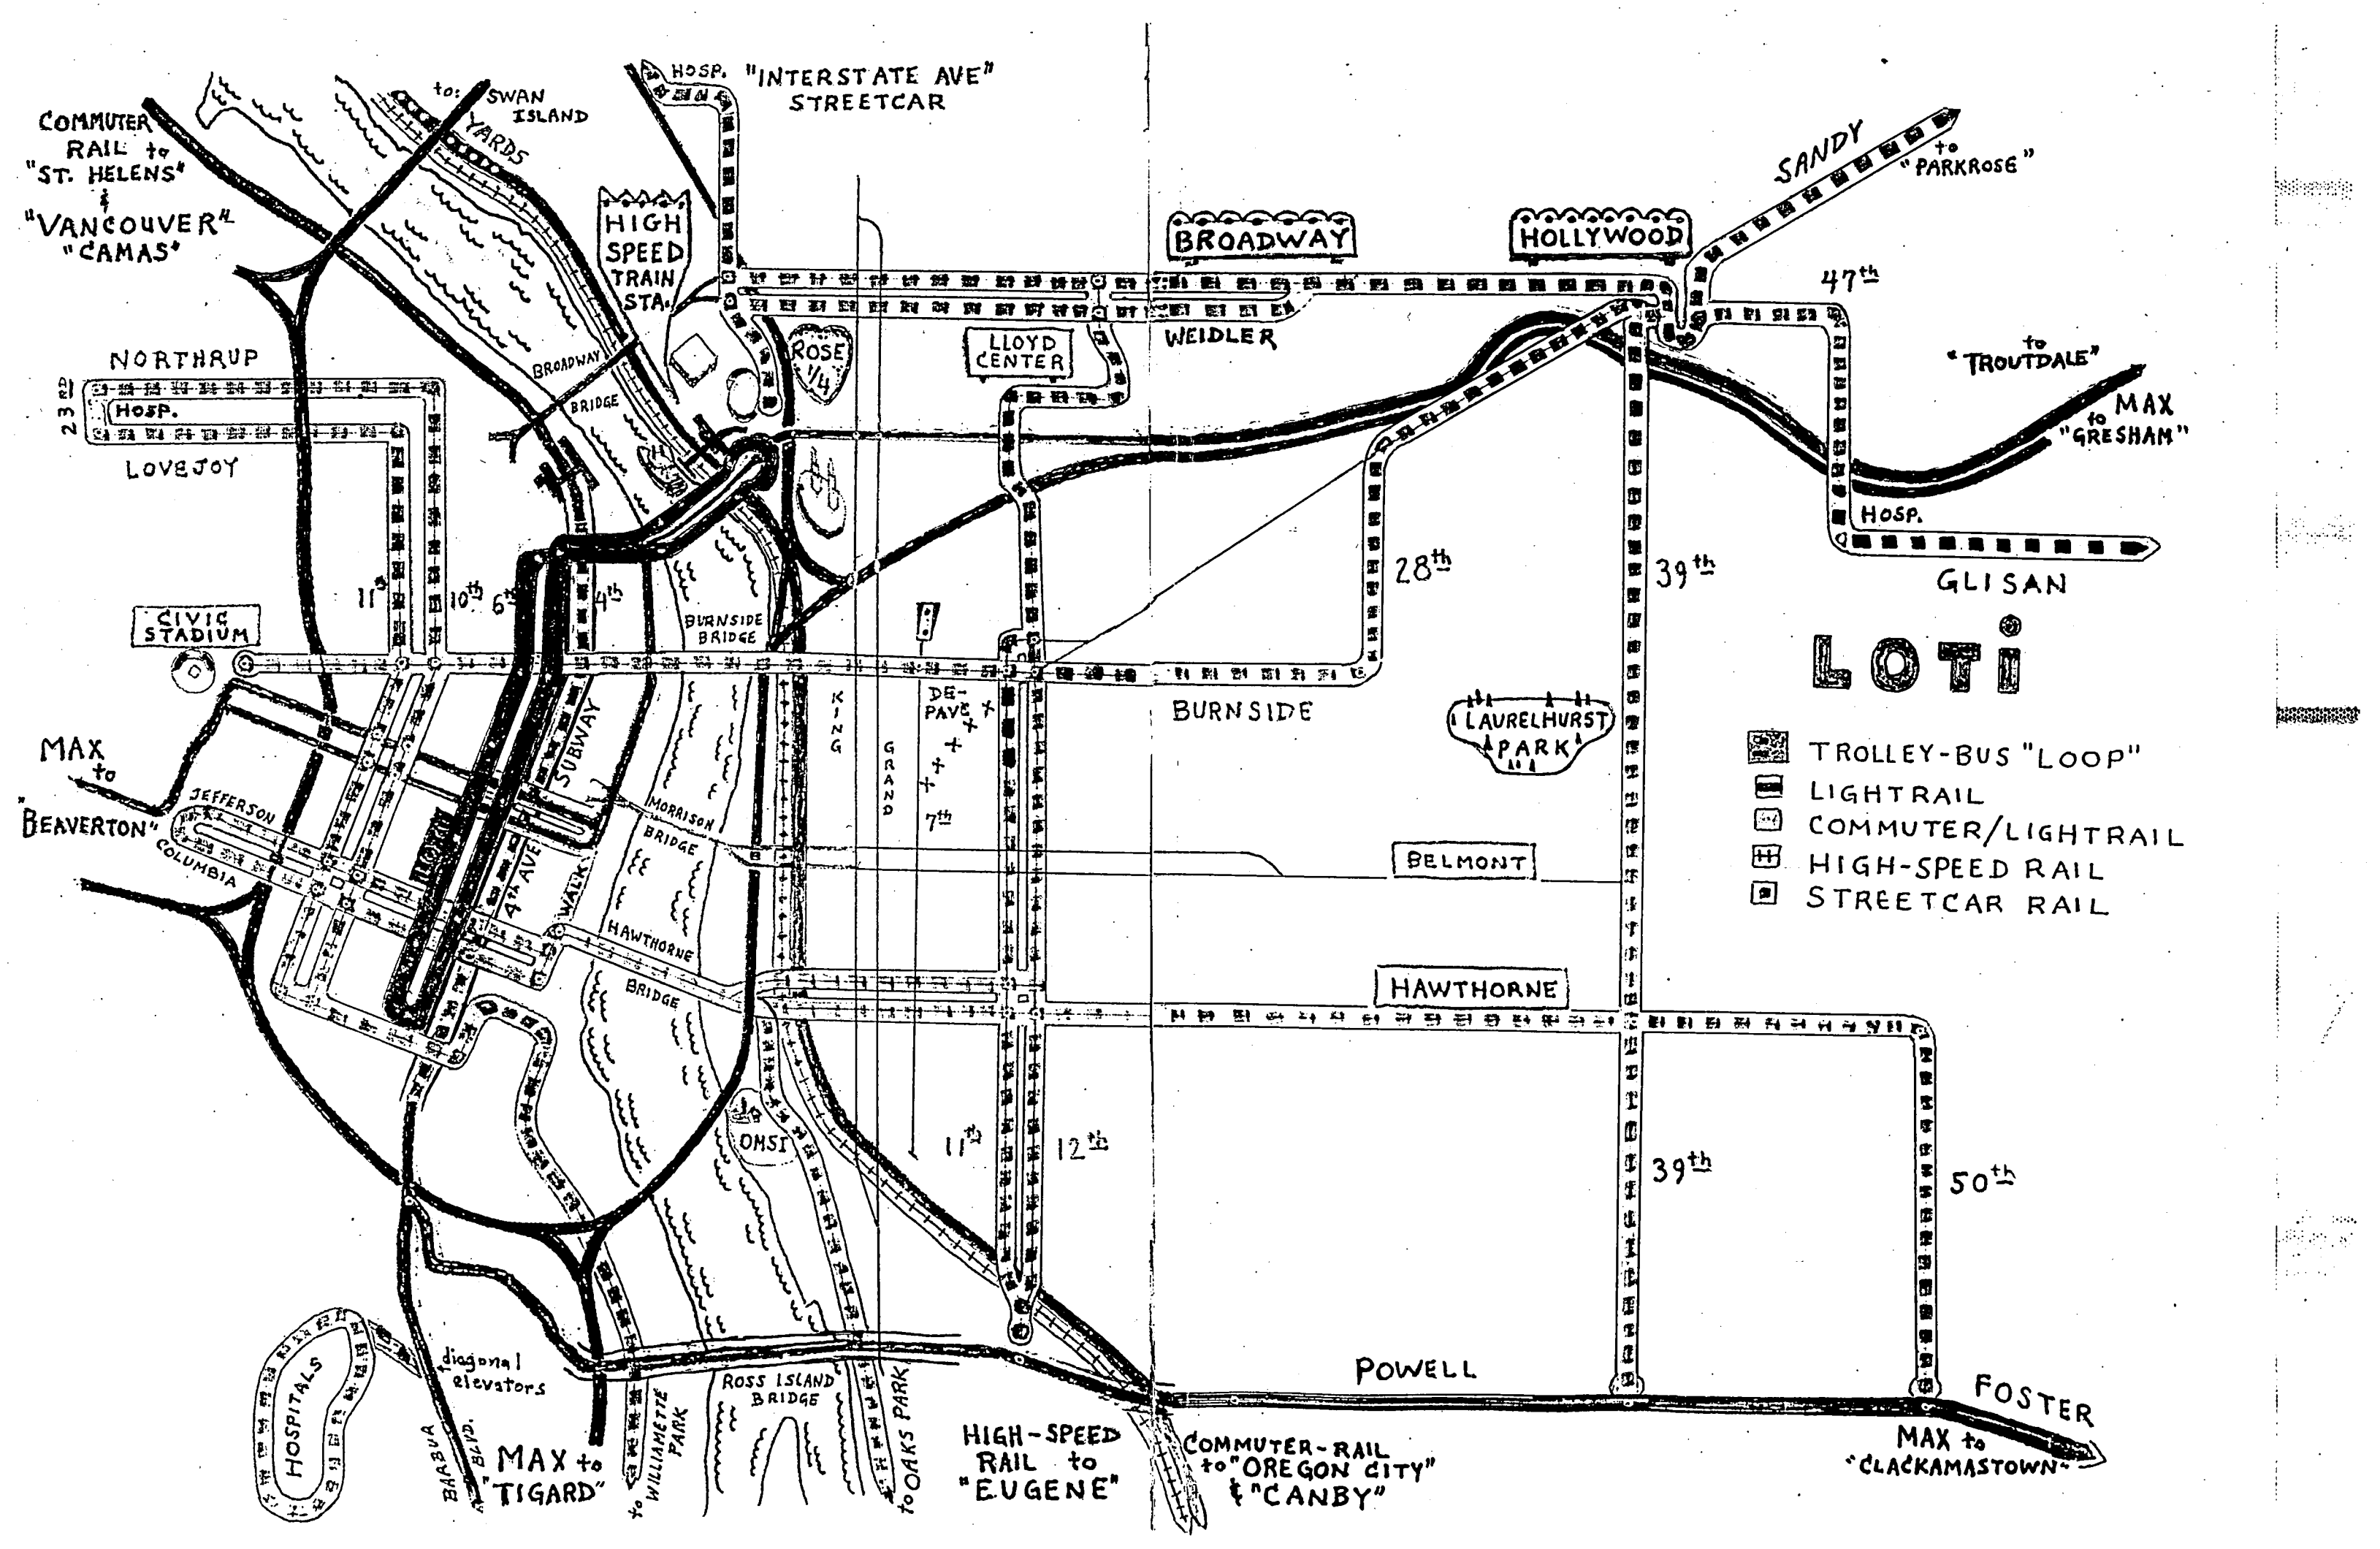 HOSP.
"INTERSTATE AVE"
STREETCAR
to:
SWAN
ISLAND
YARDS
COMMUTER
RAIL to
"ST. HELENS"
&
"VANCOUVER"
"CAMAS"
HIGH
SPEED
TRAIN
STA.
BROADWAY
HOLLYWOOD
SANDY
to
"PARKROSE"
47th
WEIDLER
LLOYD
CENTER
ROSE
1/4
BROADWAY
BRIDGE
NORTHRUP
23RD
HOSP.
LOVEJOY
to
"TROUTDALE"
MAX
to
"GRESHAM"
HOSP.
GLISAN
11th
10th
6th
4th
28th
39th
CIVIC
STADIUM
BURNSIDE
BRIDGE
KING
GRAND
DE-
PAVE
7th
BURNSIDE
LAURELHURST
PARK
LOTi
TROLLEY-BUS "LOOP"
LIGHTRAIL
COMMUTER/LIGHTRAIL
HIGH-SPEED RAIL
STREETCAR RAIL
MAX
to
"BEAVERTON"
JEFFERSON
COLUMBIA
SUBWAY
4th AVE
WALK
MORRISON
BRIDGE
BELMONT
HAWTHORNE
BRIDGE
HAWTHORNE
OMSI
11th
12th
39th
50th
HOSPITALS
diagonal
elevators
BARBUR
BLVD.
MAX to
"TIGARD"
to WILLIAMETTE
PARK
ROSS ISLAND
BRIDGE
to OAKS PARK
HIGH-SPEED
RAIL to
"EUGENE"
COMMUTER-RAIL
to "OREGON CITY"
& "CANBY"
POWELL
FOSTER
MAX to
"CLACKAMASTOWN"